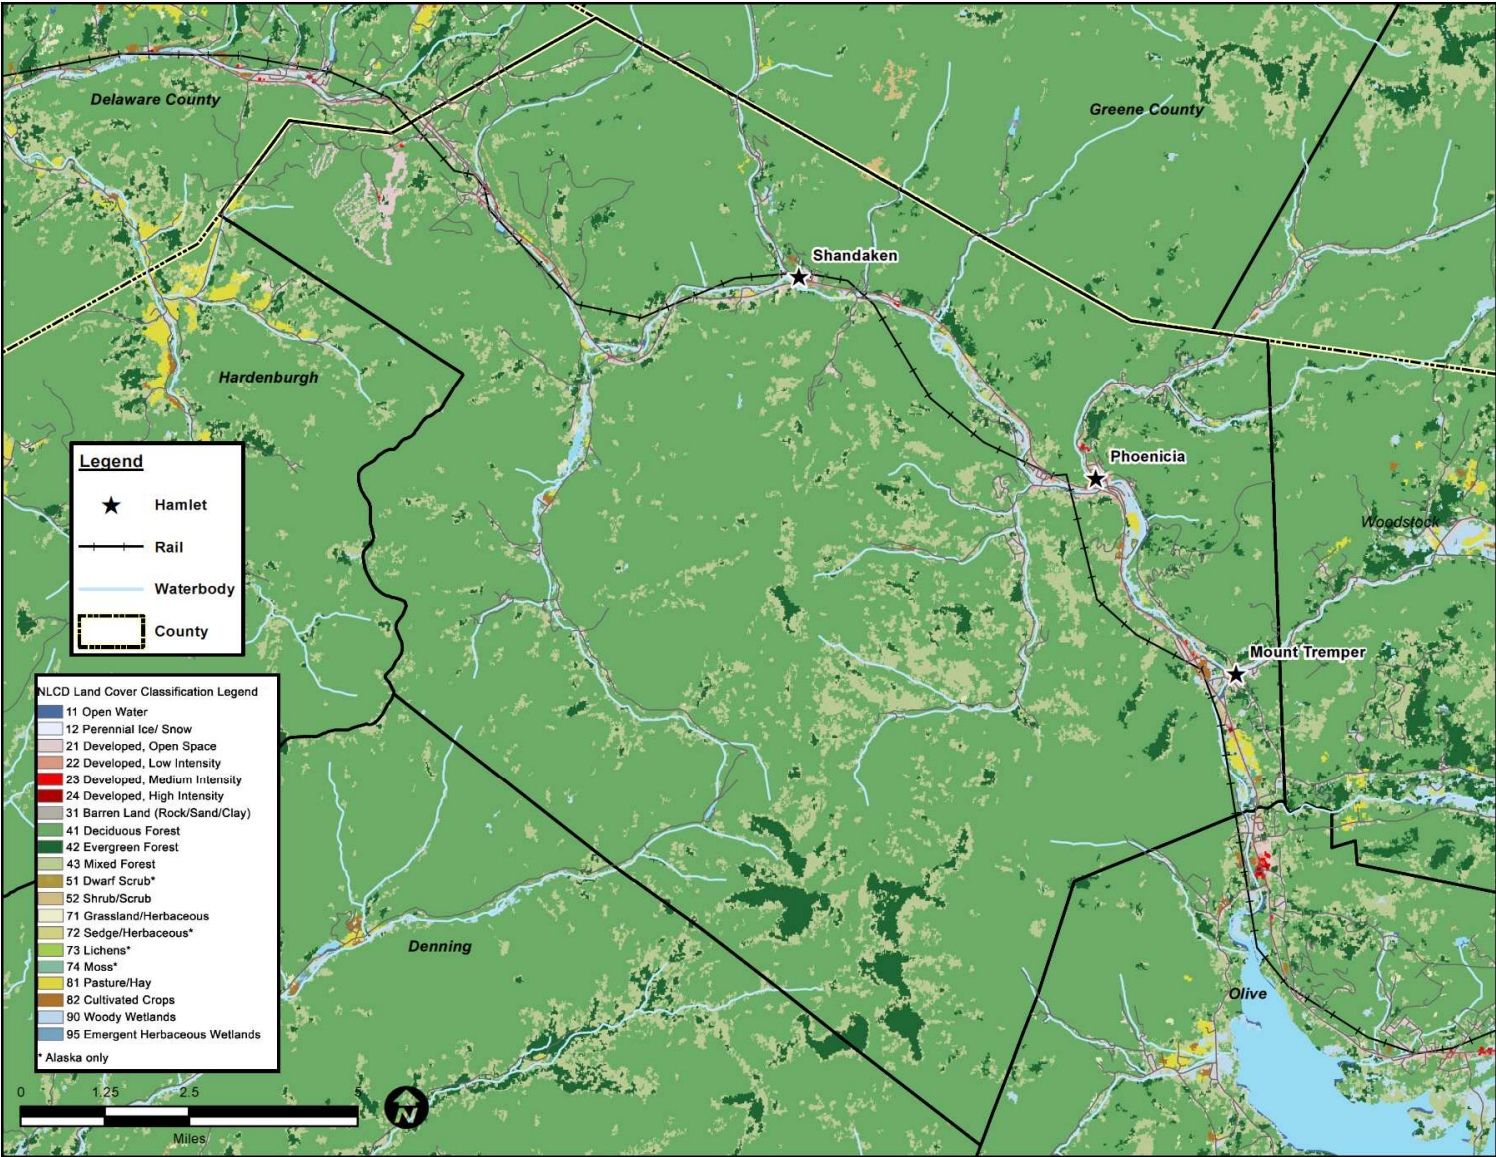 Delaware County
Greene County
Shandaken
Hardenburgh
Phoenicia
Woodstock
Mount Tremper
Denning
Olive
Legend
Hamlet
Rail
Waterbody
County
NLCD Land Cover Classification Legend
11 Open Water
12 Perennial Ice/ Snow
21 Developed, Open Space
22 Developed, Low Intensity
23 Developed, Medium Intensity
24 Developed, High Intensity
31 Barren Land (Rock/Sand/Clay)
41 Deciduous Forest
42 Evergreen Forest
43 Mixed Forest
51 Dwarf Scrub*
52 Shrub/Scrub
71 Grassland/Herbaceous
72 Sedge/Herbaceous*
73 Lichens*
74 Moss*
81 Pasture/Hay
82 Cultivated Crops
90 Woody Wetlands
95 Emergent Herbaceous Wetlands
* Alaska only
0 1.25 2.5 5
Miles
N